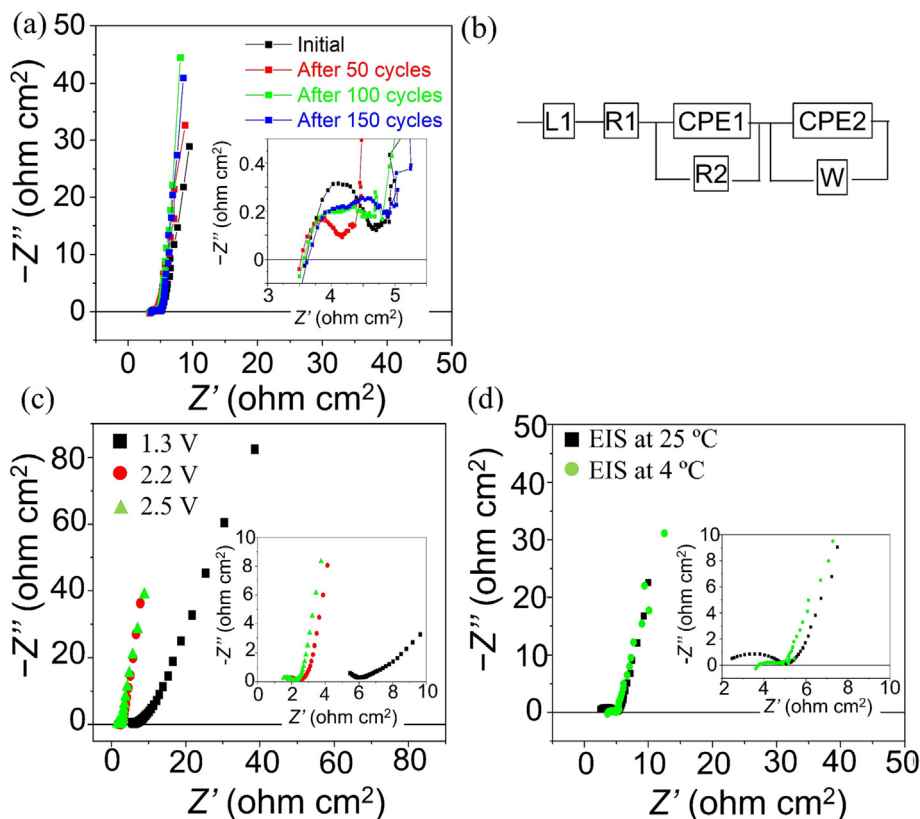 (a)
50
40
30
20
10
0
−Z″ (ohm cm2)
0 10 20 30 40 50
Z′ (ohm cm2)
Initial
After 50 cycles
After 100 cycles
After 150 cycles
0.4
0.2
0
−Z″ (ohm cm2)
3 4 5
Z′ (ohm cm2)
(b)
L1 R1 CPE1 CPE2
R2 W
(c)
80
60
40
20
0
−Z″ (ohm cm2)
0 20 40 60 80
Z′ (ohm cm2)
1.3 V
2.2 V
2.5 V
10
8
6
4
2
0
-Z″ (ohm cm2)
0 2 4 6 8 10
Z′ (ohm cm2)
(d)
50
40
30
20
10
0
−Z″ (ohm cm2)
0 10 20 30 40 50
Z′ (ohm cm2)
EIS at 25 ºC
EIS at 4 ºC
10
8
6
4
2
0
-Z″ (ohm cm2)
2 4 6 8 10
Z′ (ohm cm2)